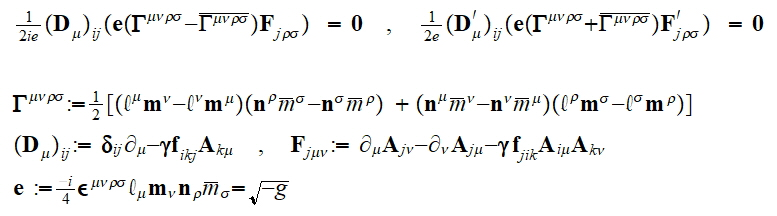 $\frac{1}{2ie}(\mathbf{D}_\mu)_{ij}(\mathbf{e}(\mathbf{\Gamma}^{\mu\nu\rho\sigma}-\overline{\mathbf{\Gamma}^{\mu\nu\rho\sigma}})\mathbf{F}_{j\rho\sigma}) = \mathbf{0} \quad , \quad \frac{1}{2e}(\mathbf{D}'_\mu)_{ij}(\mathbf{e}(\mathbf{\Gamma}^{\mu\nu\rho\sigma}+\overline{\mathbf{\Gamma}^{\mu\nu\rho\sigma}})\mathbf{F}'_{j\rho\sigma}) = \mathbf{0}$
$\mathbf{\Gamma}^{\mu\nu\rho\sigma} := \frac{1}{2}[(\ell^\mu \mathbf{m}^\nu - \ell^\nu \mathbf{m}^\mu)(\mathbf{n}^\rho \overline{m}^\sigma - \mathbf{n}^\sigma \overline{m}^\rho) + (\mathbf{n}^\mu \overline{m}^\nu - \mathbf{n}^\nu \overline{m}^\mu)(\ell^\rho \mathbf{m}^\sigma - \ell^\sigma \mathbf{m}^\rho)]$
$(\mathbf{D}_\mu)_{ij} := \delta_{ij}\partial_\mu - \gamma \mathbf{f}_{ikj}\mathbf{A}_{k\mu} \quad , \quad \mathbf{F}_{j\mu\nu} := \partial_\mu \mathbf{A}_{j\nu} - \partial_\nu \mathbf{A}_{j\mu} - \gamma \mathbf{f}_{jik}\mathbf{A}_{i\mu}\mathbf{A}_{k\nu}$
$\mathbf{e} := \frac{-i}{4}\epsilon^{\mu\nu\rho\sigma}\ell_\mu \mathbf{m}_\nu \mathbf{n}_\rho \overline{m}_\sigma = \sqrt{-g}$